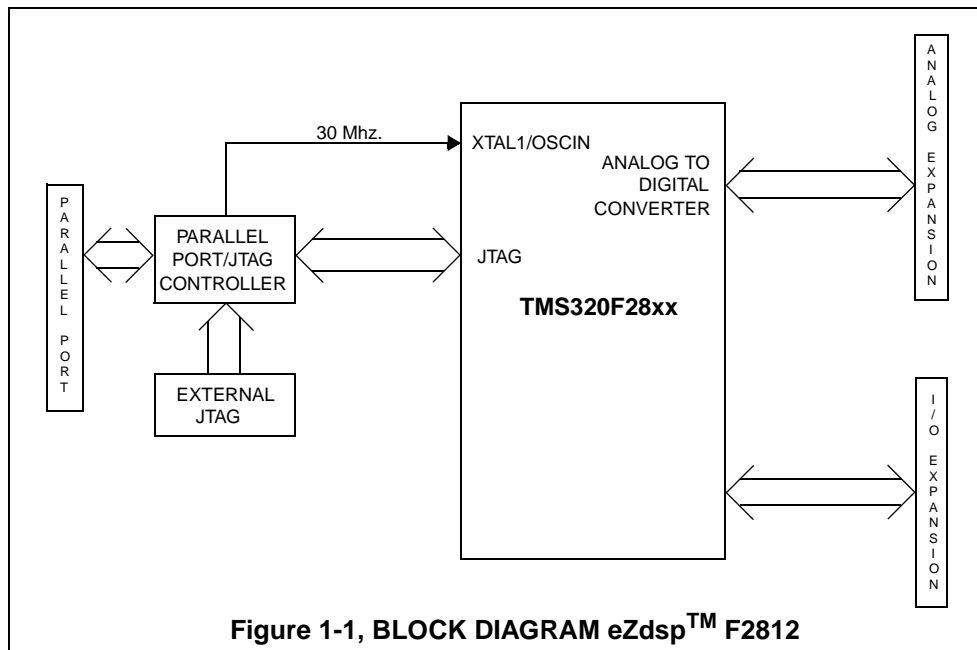 30 Mhz.
XTAL1/OSCIN
ANALOG TO
DIGITAL
CONVERTER
ANALOG EXPANSION
PARALLEL PORT
PARALLEL
PORT/JTAG
CONTROLLER
JTAG
TMS320F28xx
EXTERNAL
JTAG
I/O EXPANSION
Figure 1-1, BLOCK DIAGRAM eZdsp™ F2812